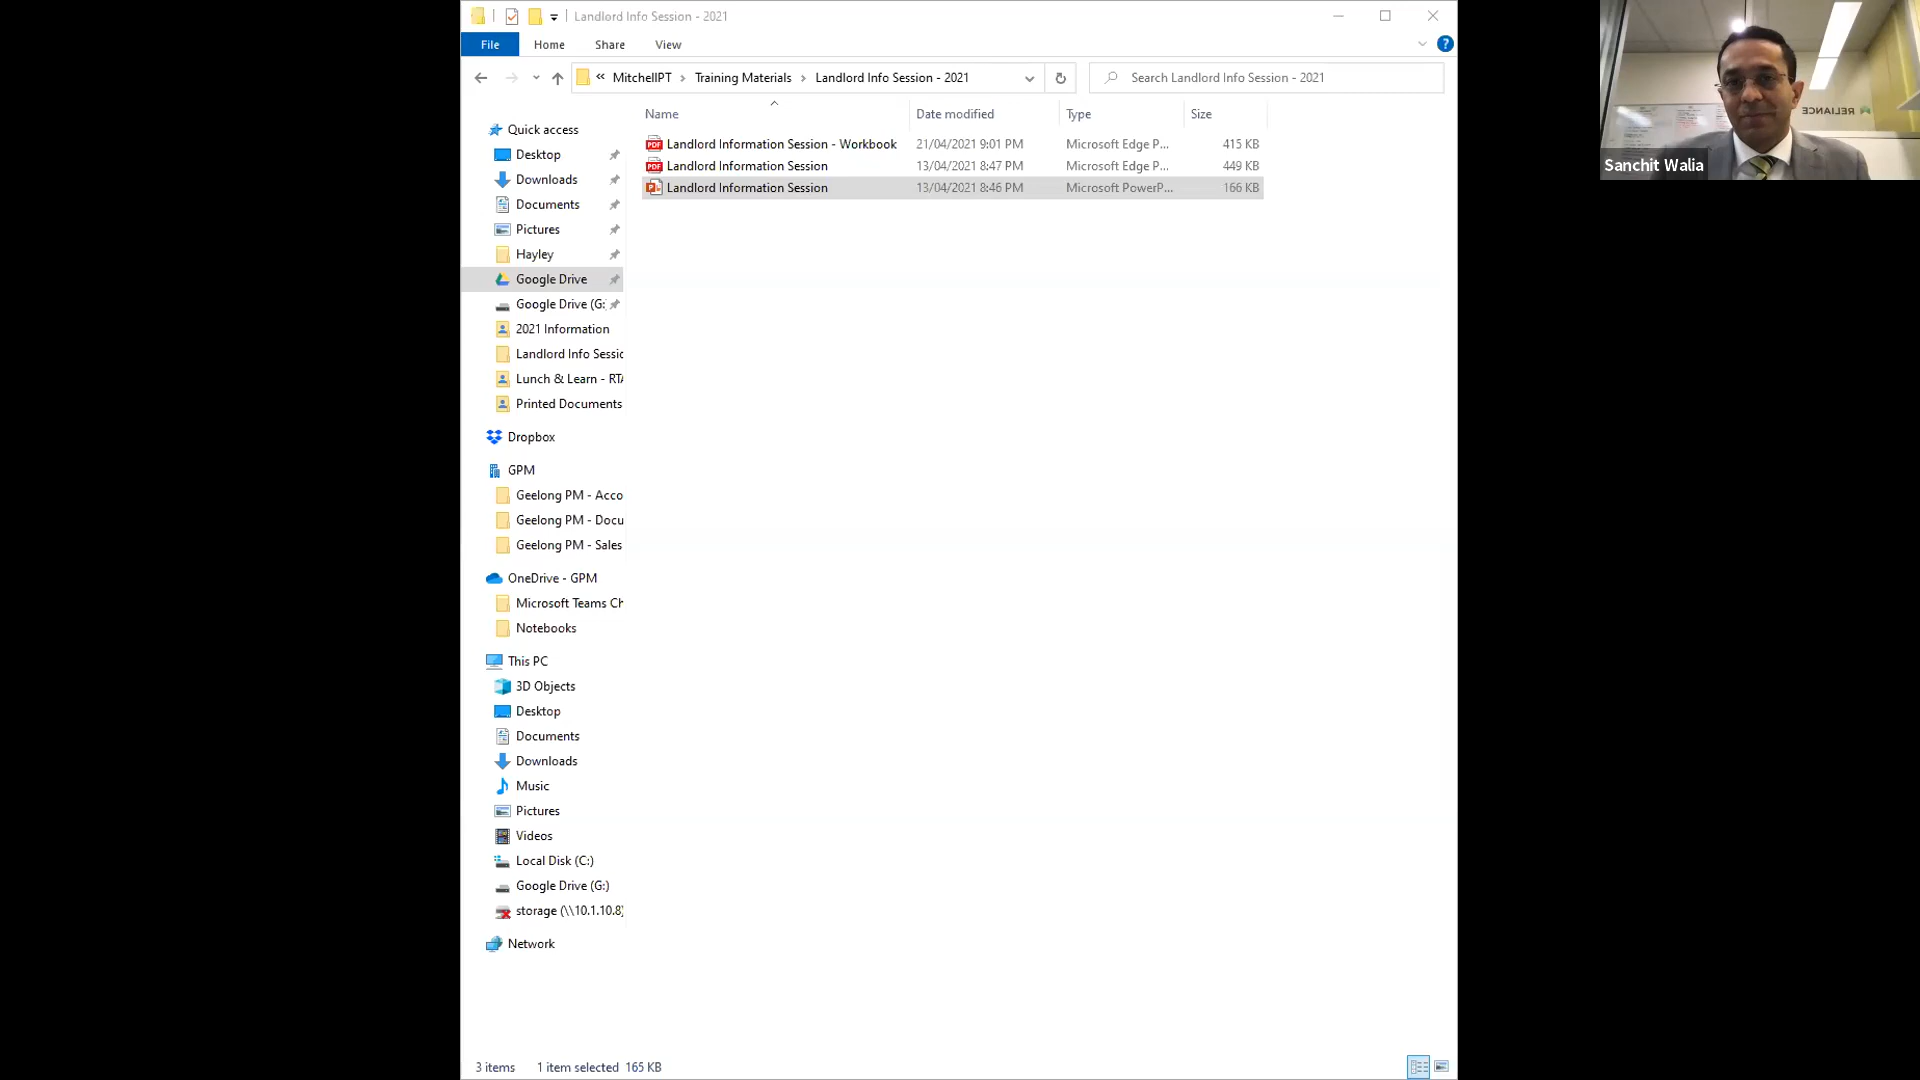 Landlord Info Session - 2021
File Home Share View
« MitchellPT > Training Materials > Landlord Info Session - 2021
Search Landlord Info Session - 2021
Name Date modified Type Size
Landlord Information Session - Workbook 21/04/2021 9:01 PM Microsoft Edge P... 415 KB
Landlord Information Session 13/04/2021 8:47 PM Microsoft Edge P... 449 KB
Landlord Information Session 13/04/2021 8:46 PM Microsoft PowerP... 166 KB
Quick access
Desktop
Downloads
Documents
Pictures
Hayley
Google Drive
Google Drive (G:
2021 Information
Landlord Info Sessic
Lunch & Learn - RTA
Printed Documents
Dropbox
GPM
Geelong PM - Acco
Geelong PM - Docu
Geelong PM - Sales
OneDrive - GPM
Microsoft Teams Ch
Notebooks
This PC
3D Objects
Desktop
Documents
Downloads
Music
Pictures
Videos
Local Disk (C:)
Google Drive (G:)
storage (\\10.1.10.8)
Network
3 items 1 item selected 165 KB
RELIANCE
Sanchit Walia